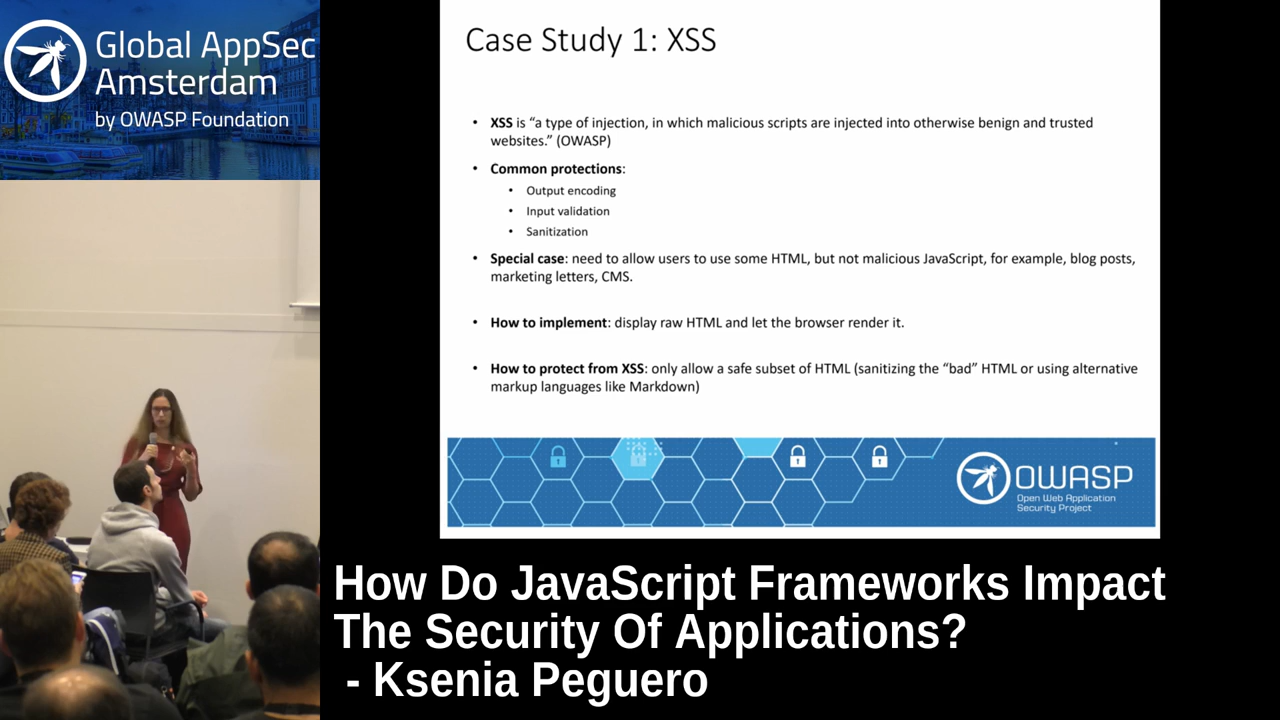 Global AppSec
Amsterdam
by OWASP Foundation
Case Study 1: XSS
• XSS is “a type of injection, in which malicious scripts are injected into otherwise benign and trusted
websites.” (OWASP)
• Common protections:
• Output encoding
• Input validation
• Sanitization
• Special case: need to allow users to use some HTML, but not malicious JavaScript, for example, blog posts,
marketing letters, CMS.
• How to implement: display raw HTML and let the browser render it.
• How to protect from XSS: only allow a safe subset of HTML (sanitizing the “bad” HTML or using alternative
markup languages like Markdown)
OWASP
Open Web Application
Security Project
How Do JavaScript Frameworks Impact
The Security Of Applications?
- Ksenia Peguero